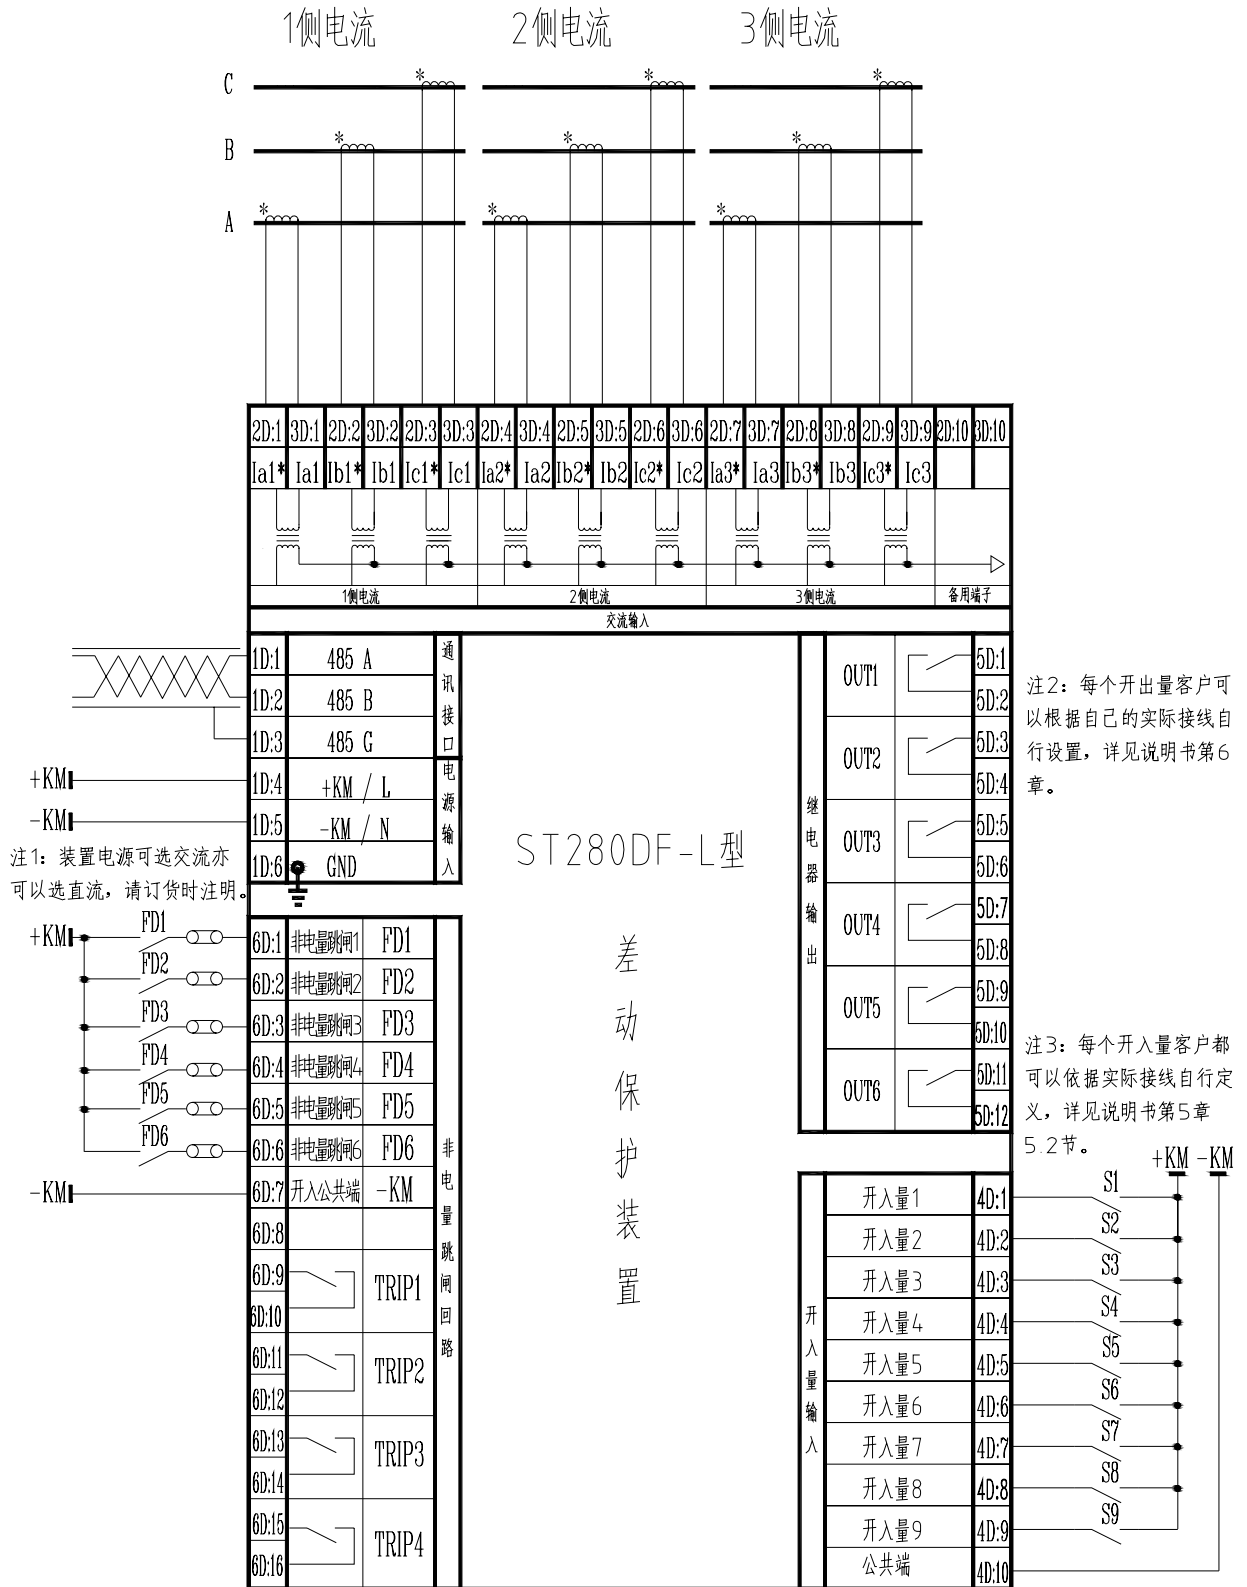 1侧电流 2侧电流 3侧电流
* * *
C
* * *
B
* * *
A
2D:1 3D:1 2D:2 3D:2 2D:3 3D:3 2D:4 3D:4 2D:5 3D:5 2D:6 3D:6 2D:7 3D:7 2D:8 3D:8 2D:9 3D:9 2D:10 3D:10
Ia1* Ia1 Ib1* Ib1 Ic1* Ic1 Ia2* Ia2 Ib2* Ib2 Ic2* Ic2 Ia3* Ia3 Ib3* Ib3 Ic3* Ic3
1侧电流 2侧电流 3侧电流 备用端子
交流输入
1D:1 485 A
1D:2 485 B
1D:3 485 G
通讯接口
+KM 1D:4 +KM / L
-KM 1D:5 -KM / N
1D:6 GND
电源输入
注1：装置电源可选交流亦
可以选直流，请订货时注明。
+KM
FD1 6D:1 非电量跳闸1 FD1
FD2 6D:2 非电量跳闸2 FD2
FD3 6D:3 非电量跳闸3 FD3
FD4 6D:4 非电量跳闸4 FD4
FD5 6D:5 非电量跳闸5 FD5
FD6 6D:6 非电量跳闸6 FD6
-KM 6D:7 开入公共端 -KM
6D:8
6D:9
6D:10
TRIP1
6D:11
6D:12
TRIP2
6D:13
6D:14
TRIP3
6D:15
6D:16
TRIP4
非电量跳闸回路
ST280DF-L型
差动保护装置
继电器输出
OUT1 5D:1
5D:2
OUT2 5D:3
5D:4
OUT3 5D:5
5D:6
OUT4 5D:7
5D:8
OUT5 5D:9
5D:10
OUT6 5D:11
5D:12
注2：每个开出量客户可
以根据自己的实际接线自
行设置，详见说明书第6
章。
注3：每个开入量客户都
可以依据实际接线自行定
义，详见说明书第5章
5.2节。
+KM -KM
开入量输入
开入量1 4D:1 S1
开入量2 4D:2 S2
开入量3 4D:3 S3
开入量4 4D:4 S4
开入量5 4D:5 S5
开入量6 4D:6 S6
开入量7 4D:7 S7
开入量8 4D:8 S8
开入量9 4D:9 S9
公共端 4D:10